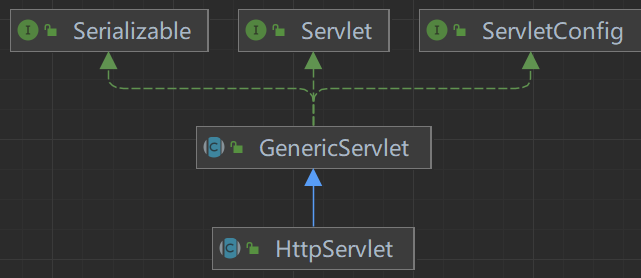 I Serializable
I Servlet
I ServletConfig
C GenericServlet
C HttpServlet